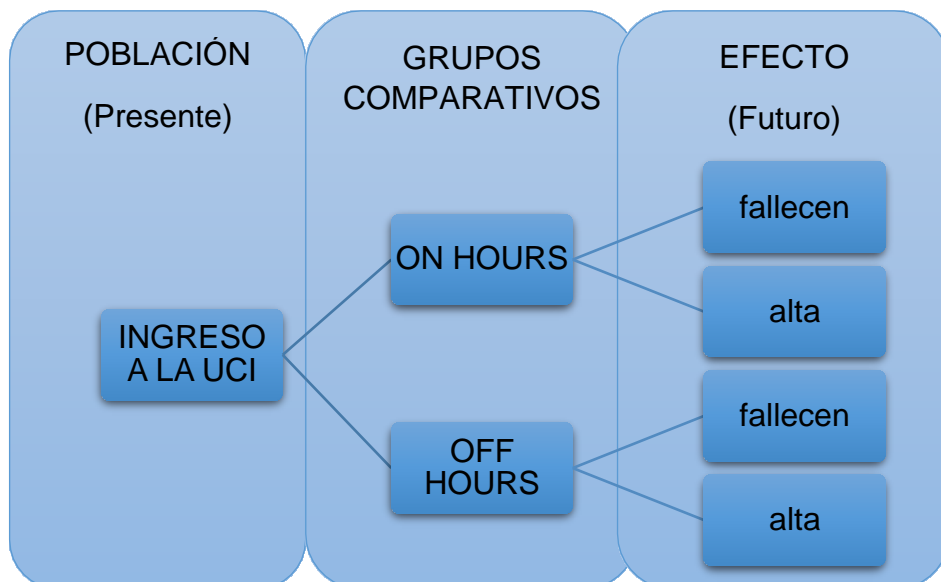 POBLACIÓN
(Presente)
GRUPOS
COMPARATIVOS
EFECTO
(Futuro)
INGRESO
A LA UCI
ON HOURS
OFF
HOURS
fallecen
alta
fallecen
alta